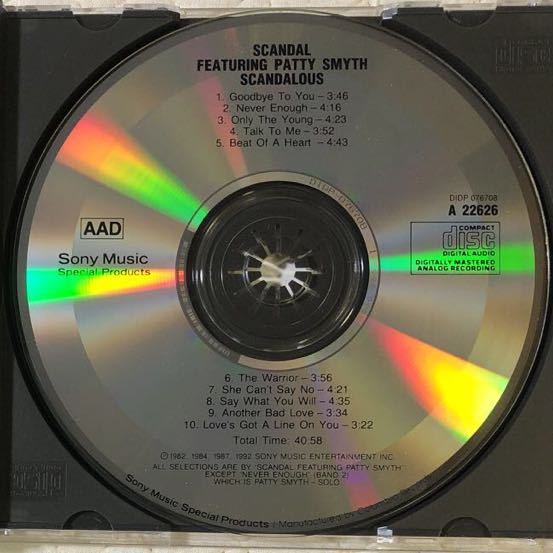 SCANDAL
FEATURING PATTY SMYTH
SCANDALOUS
1. Goodbye To You – 3:46
2. Never Enough – 4:16
3. Only The Young – 4:23
4. Talk To Me – 3:52
5. Beat Of A Heart – 4:43
DIDP 076708
A 22626
AAD
Sony Music
Special Products
COMPACT
disc
DIGITAL AUDIO
DIGITALLY MASTERED
ANALOG RECORDING
DIDP-076708
6. The Warrior – 3:56
7. She Can't Say No – 4:21
8. Say What You Will – 4:35
9. Another Bad Love – 3:34
10. Love's Got A Line On You – 3:22
Total Time: 40:58
©1982, 1984, 1987, 1992 SONY MUSIC ENTERTAINMENT INC.
ALL SELECTIONS ARE BY "SCANDAL FEATURING PATTY SMYTH"
EXCEPT "NEVER ENOUGH" (BAND 2)
WHICH IS PATTY SMYTH – SOLO.
Sony Music Special Products / Manufactured by